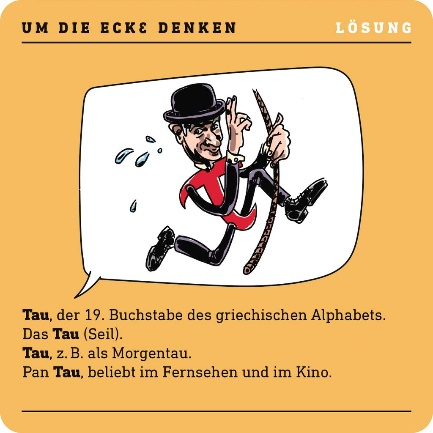 UM DIE ECKE DENKEN LÖSUNG
Tau, der 19. Buchstabe des griechischen Alphabets.
Das Tau (Seil).
Tau, z. B. als Morgentau.
Pan Tau, beliebt im Fernsehen und im Kino.